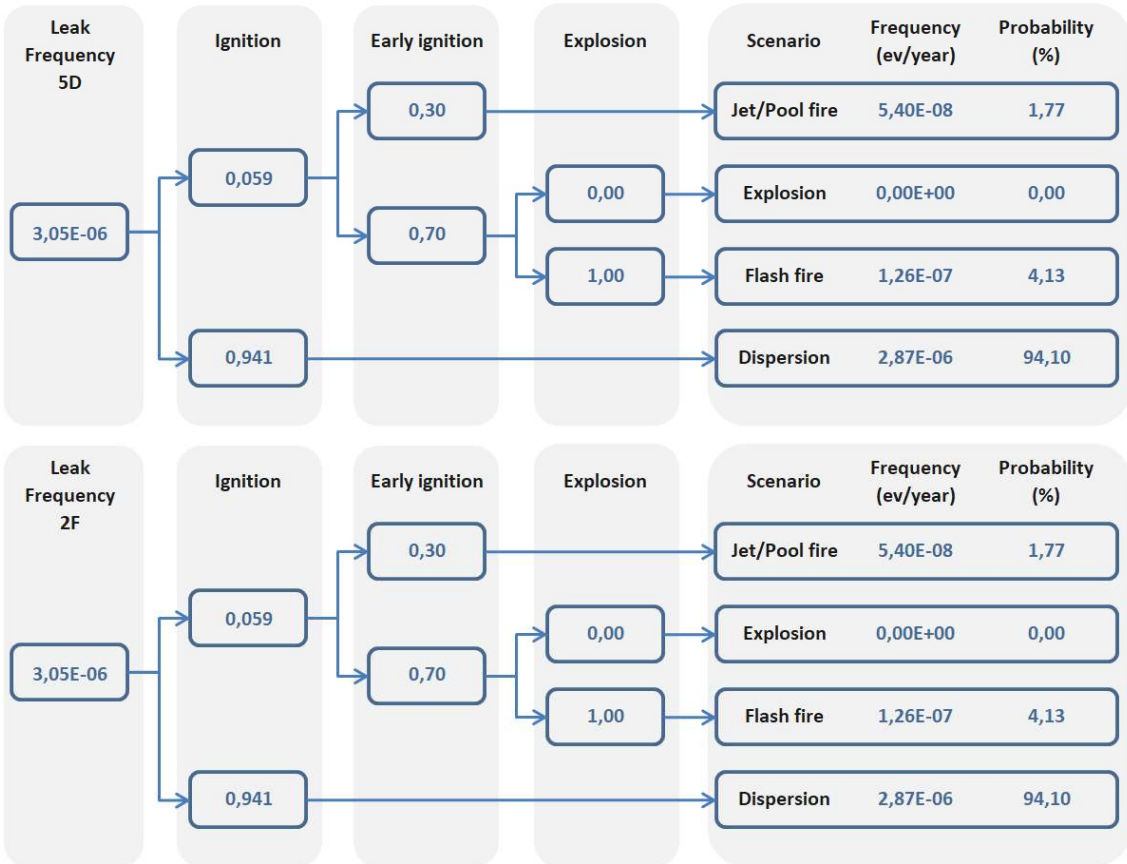 Leak
Frequency
5D
Ignition
Early ignition
Explosion
Scenario
Frequency
(ev/year)
Probability
(%)
0,30
Jet/Pool fire 5,40E-08 1,77
0,059
0,00
Explosion 0,00E+00 0,00
3,05E-06
0,70
1,00
Flash fire 1,26E-07 4,13
0,941
Dispersion 2,87E-06 94,10
Leak
Frequency
2F
Ignition
Early ignition
Explosion
Scenario
Frequency
(ev/year)
Probability
(%)
0,30
Jet/Pool fire 5,40E-08 1,77
0,059
0,00
Explosion 0,00E+00 0,00
3,05E-06
0,70
1,00
Flash fire 1,26E-07 4,13
0,941
Dispersion 2,87E-06 94,10